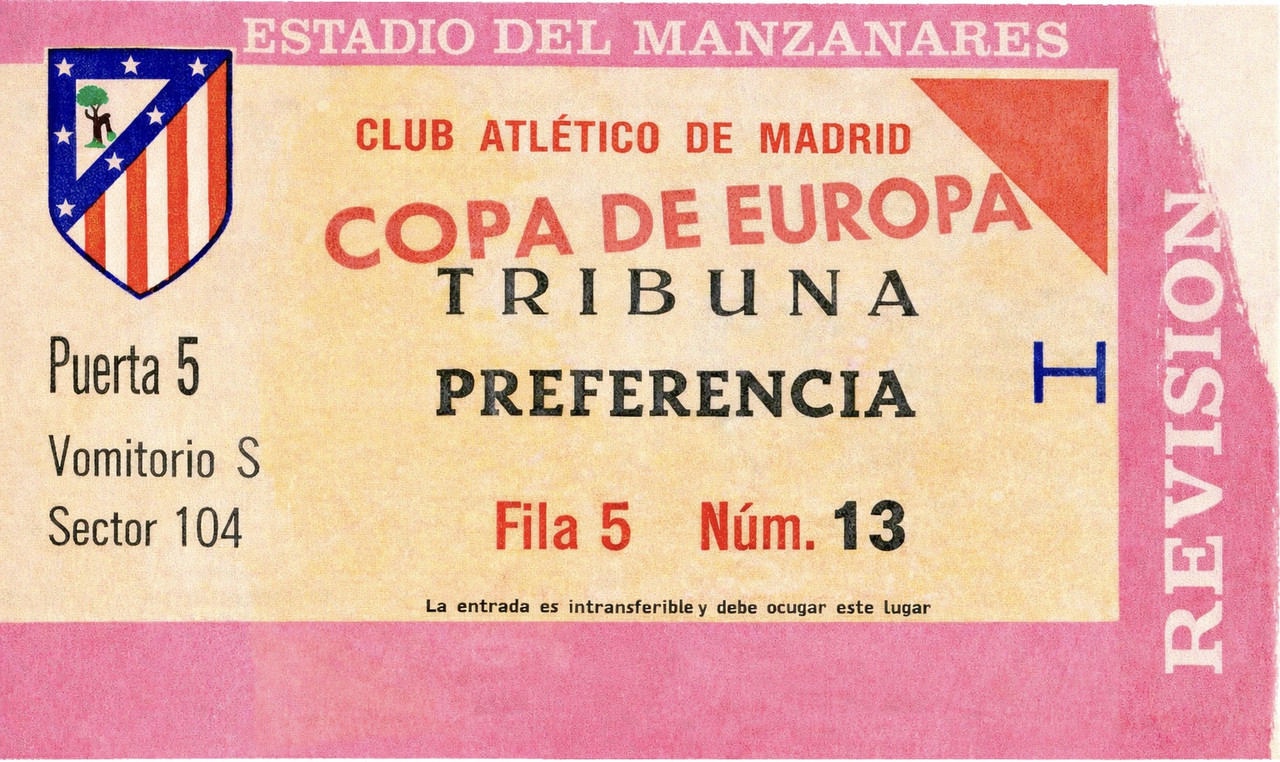 ESTADIO DEL MANZANARES
CLUB ATLÉTICO DE MADRID
COPA DE EUROPA
TRIBUNA
PREFERENCIA
Puerta 5
Vomitorio S
Sector 104
Fila 5 Núm. 13
La entrada es intransferible y debe ocugar este lugar
H
REVISION